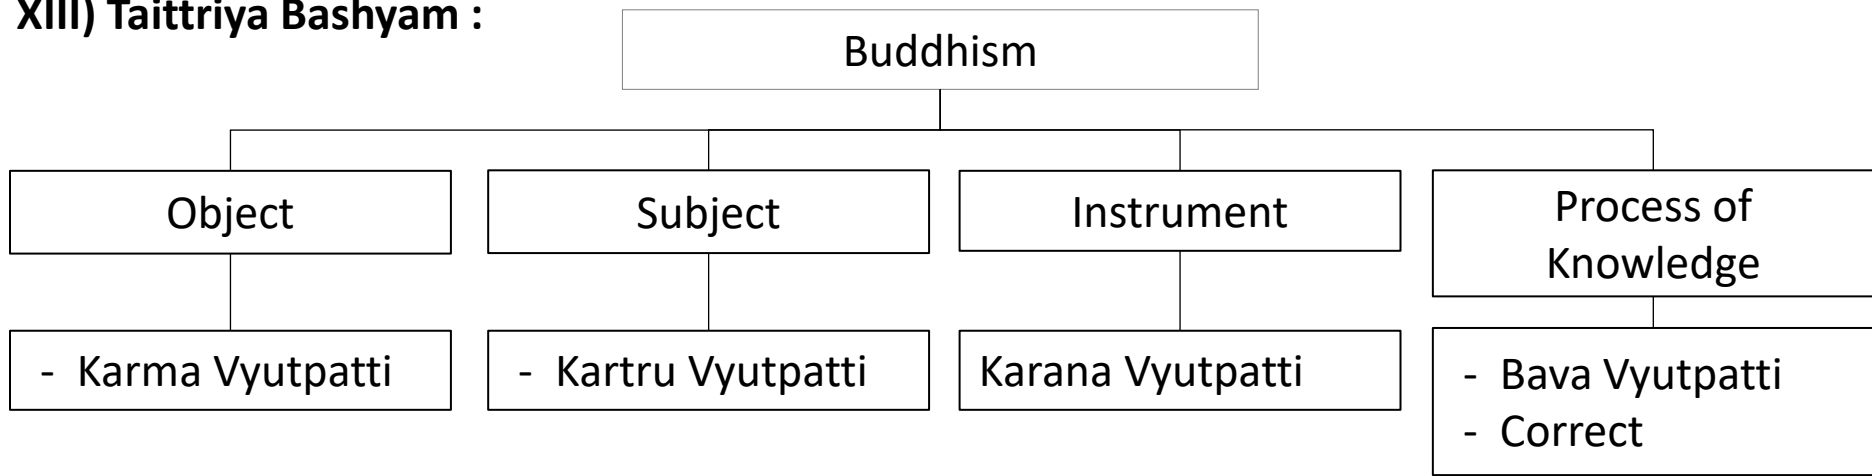 XIII) Taittriya Bashyam :
Buddhism
Object
Subject
Instrument
Process of
Knowledge
- Karma Vyutpatti
- Kartru Vyutpatti
Karana Vyutpatti
- Bava Vyutpatti
- Correct